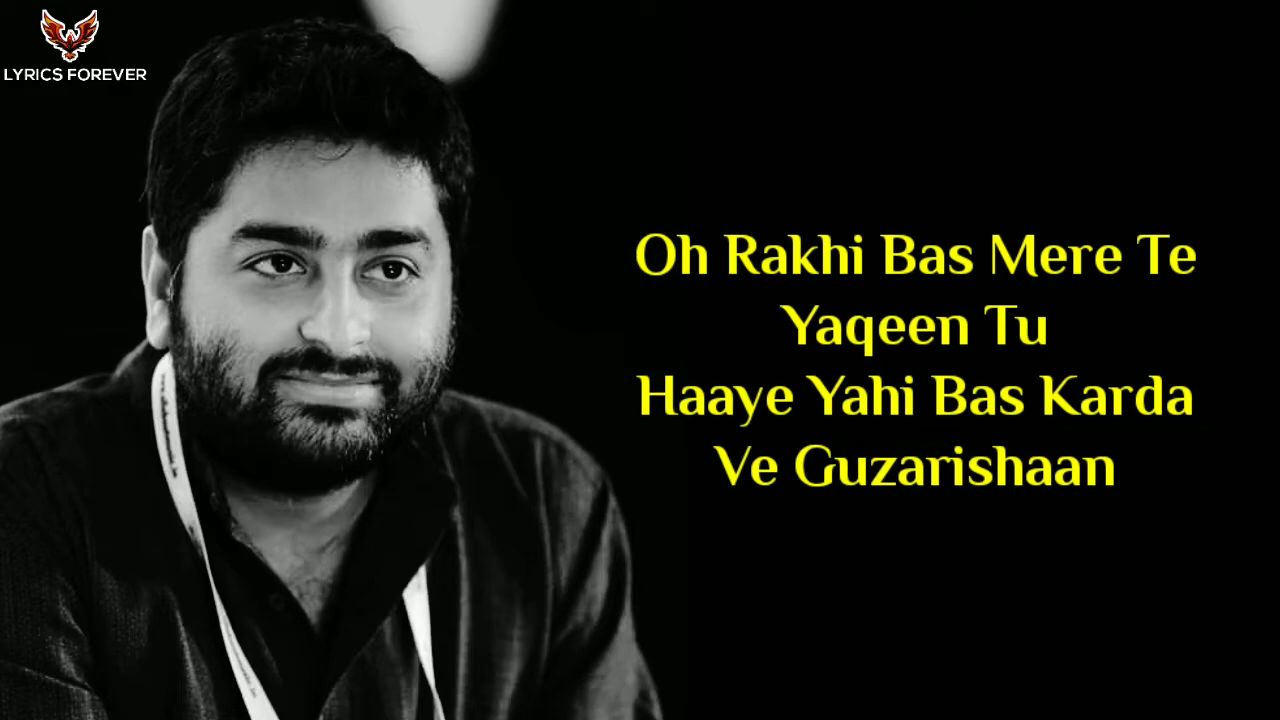 LYRICS FOREVER
Oh Rakhi Bas Mere Te
Yaqeen Tu
Haaye Yahi Bas Karda
Ve Guzarishaan